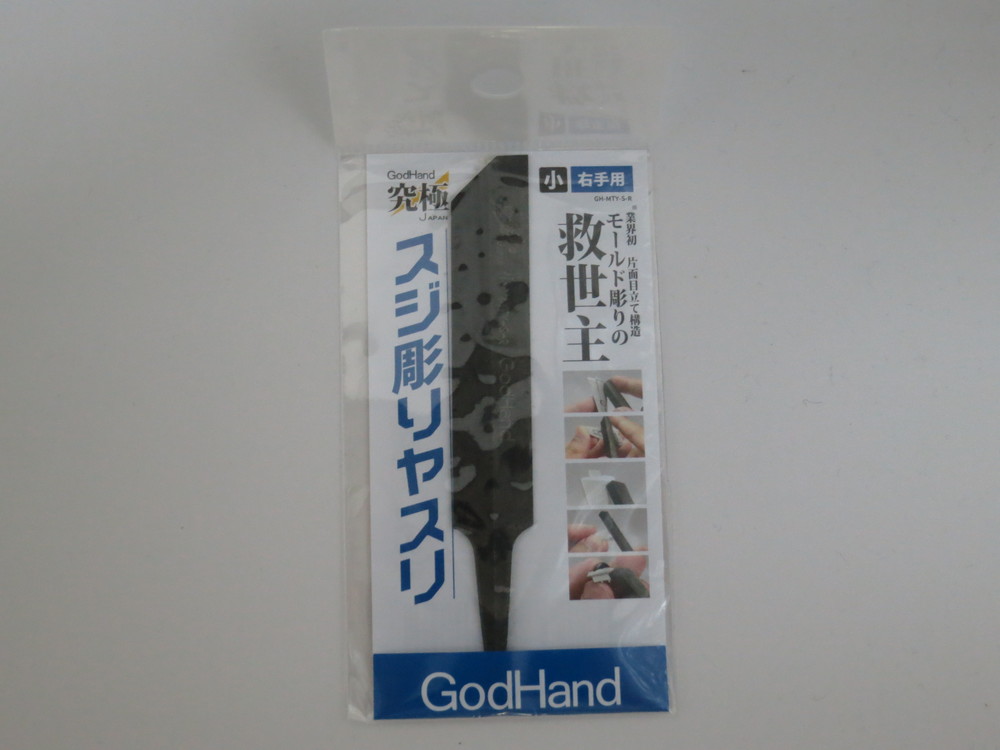 GodHand
究極
JAPAN
スジ彫リヤスリ
小 右手用
GH-MTY-S-R
※業界初 片面目立て構造
モールド彫りの
救世主
GodHand